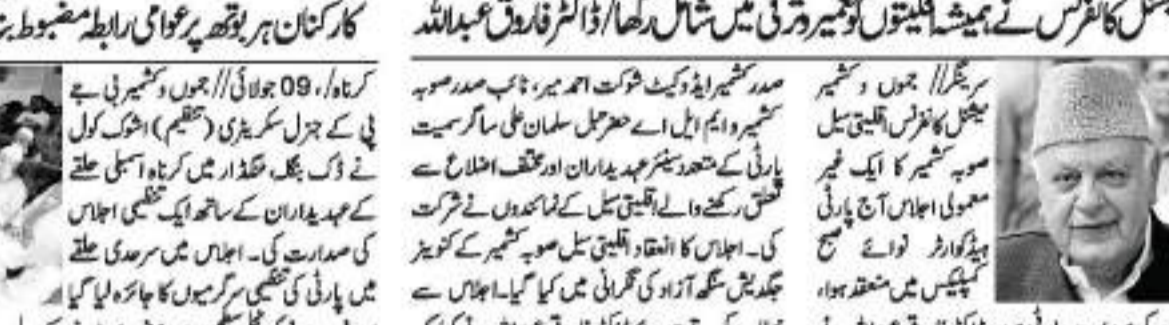 نیشنل کانفرنس نے ہمیشہ اقلیتوں کو تعمیر و ترقی میں شامل رکھا/ڈاکٹر فاروق عبداللہ
سرینگر// جموں و کشمیر
نیشنل کانفرنس اقلیتی سیل
صوبہ کشمیر کا ایک غیر
معمولی اجلاس آج پارٹی
ہیڈکوارٹر نوائے صبح
کمپلیکس میں منعقد ہوا،
صدر کشمیر ایڈوکیٹ شوکت احمد میر، نائب صدر صوبہ
کشمیر و ایم ایل اے حضرتبل سلمان علی ساگر سمیت
پارٹی کے متعدد سینئر عہدیداران اور مختلف اضلاع سے
تعلق رکھنے والے اقلیتی سیل کے نمائندوں نے شرکت
کی۔ اجلاس کا انعقاد اقلیتی سیل صوبہ کشمیر کے کنوینر
جگدیش سنگھ آزاد کی نگرانی میں کیا گیا۔ اجلاس سے
کارکنان ہر بوتھ پر عوامی رابطہ مضبوط
کرناہ/، 09 جولائی// جموں و کشمیر بی جے
پی کے جنرل سکریٹری (تنظیم) اشوک کول
نے ڈاک بنگلہ ٹنگڈار میں کرناہ اسمبلی حلقے
کے عہدیداران کے ساتھ ایک تنظیمی اجلاس
کی صدارت کی۔ اجلاس میں سرحدی حلقے
میں پارٹی کی تنظیمی سرگرمیوں کا جائزہ لیا گیا